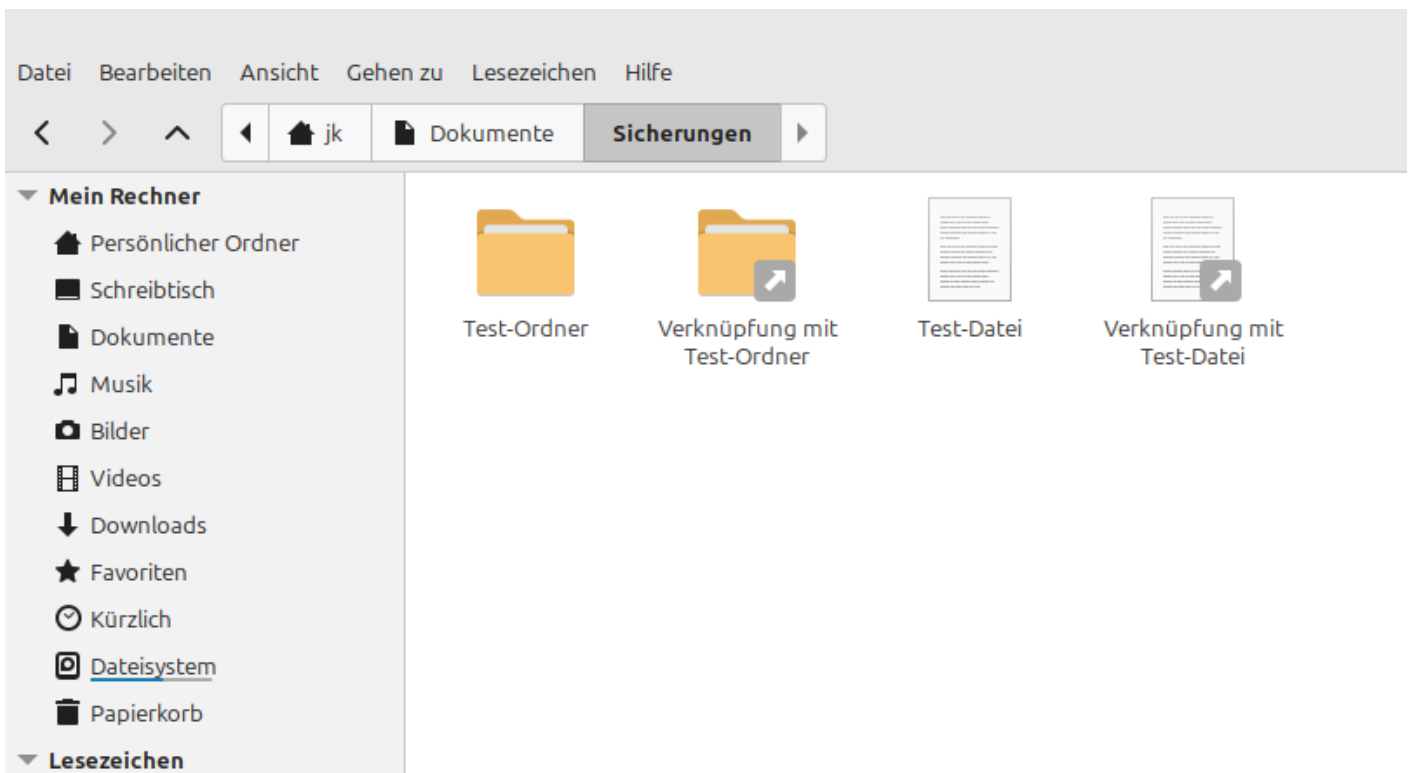 Datei Bearbeiten Ansicht Gehen zu Lesezeichen Hilfe
jk Dokumente Sicherungen
Mein Rechner
Persönlicher Ordner
Schreibtisch
Dokumente
Musik
Bilder
Videos
Downloads
Favoriten
Kürzlich
Dateisystem
Papierkorb
Lesezeichen
Test-Ordner
Verknüpfung mit
Test-Ordner
Test-Datei
Verknüpfung mit
Test-Datei